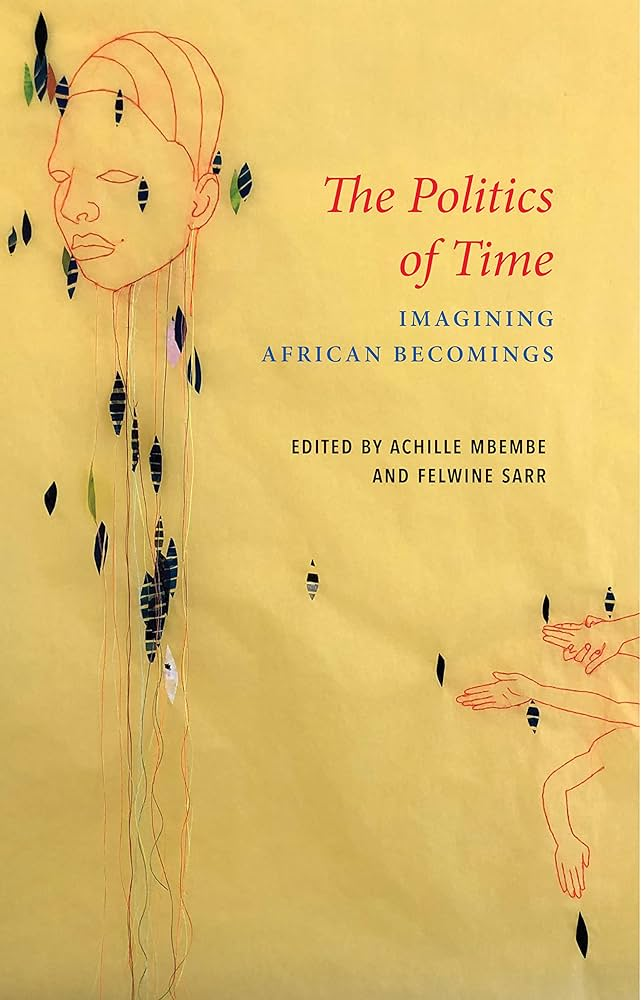 The Politics
of Time
IMAGINING
AFRICAN BECOMINGS
EDITED BY ACHILLE MBEMBE
AND FELWINE SARR